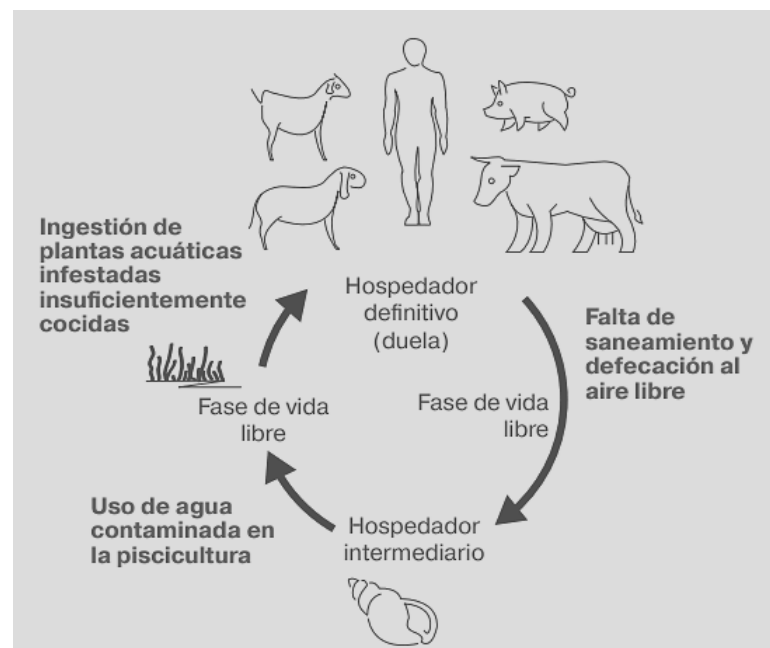 Ingestión de
plantas acuáticas
infestadas
insuficientemente
cocidas
Hospedador
definitivo
(duela)
Falta de
saneamiento y
defecación al
aire libre
Fase de vida
libre
Fase de vida
libre
Uso de agua
contaminada en
la piscicultura
Hospedador
intermediario